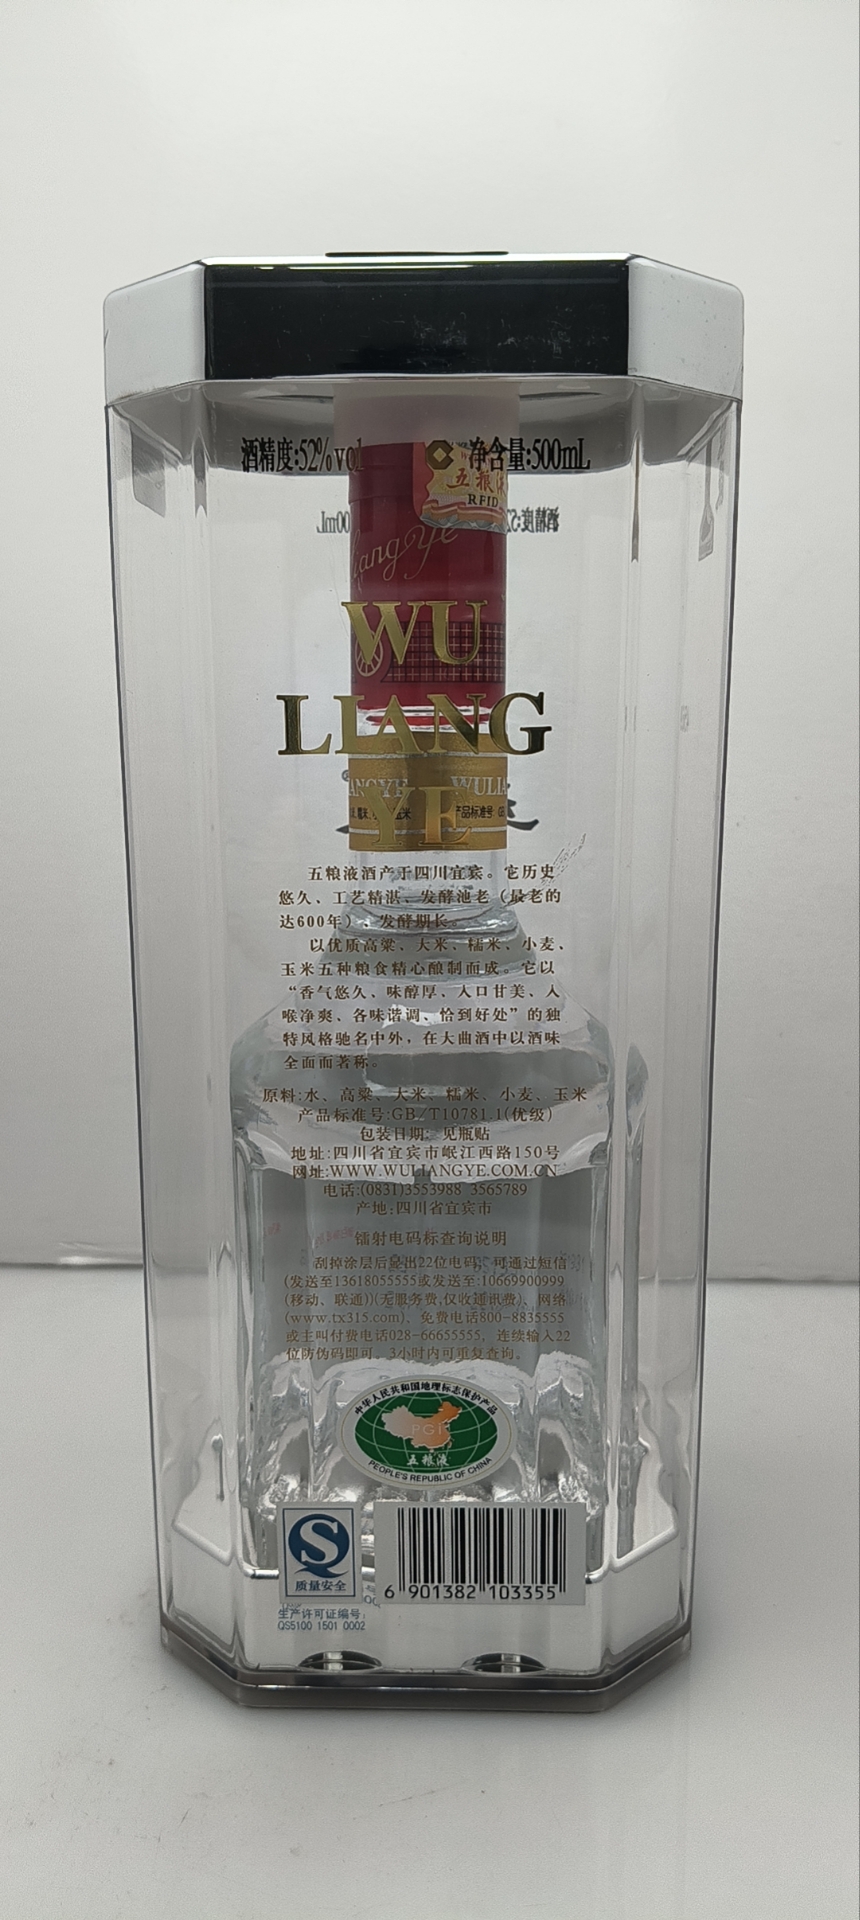 酒精度:52%vol 净含量:500mL
五粮液
RFID
iangYe
WU
LIANG
YE
ANGYE WULIA
产品标准号
五粮液酒产于四川宜宾。它历史
悠久、工艺精湛、发酵池老（最老的
达600年）、发酵期长。
以优质高粱、大米、糯米、小麦、
玉米五种粮食精心酿制而成。它以
“香气悠久、味醇厚、入口甘美、入
喉净爽、各味谐调、恰到好处”的独
特风格驰名中外，在大曲酒中以酒味
全面而著称。
原料:水、高粱、大米、糯米、小麦、玉米
产品标准号:GB/T10781.1(优级)
包装日期: 见瓶贴
地址:四川省宜宾市岷江西路150号
网址:WWW.WULIANGYE.COM.CN
电话:(0831)3553988 3565789
产地:四川省宜宾市
镭射电码标查询说明
刮掉涂层后显出22位电码，可通过短信
(发送至13618055555或发送至:10669900999
(移动、联通))(无服务费,仅收通讯费)、网络
(www.tx315.com)、免费电话800-8835555
或主叫付费电话028-66655555, 连续输入22
位防伪码即可。3小时内可重复查询。
中华人民共和国地理标志保护产品
PGI
五粮液
PEOPLE'S REPUBLIC OF CHINA
质量安全
生产许可证编号:
QS5100 1501 0002
6 901382 103355